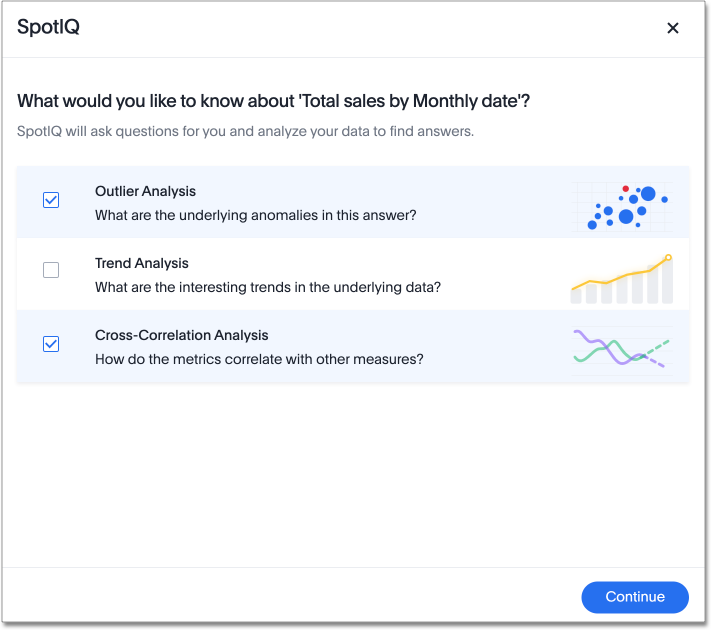 SpotIQ
What would you like to know about 'Total sales by Monthly date'?
SpotIQ will ask questions for you and analyze your data to find answers.
Outlier Analysis
What are the underlying anomalies in this answer?
Trend Analysis
What are the interesting trends in the underlying data?
Cross-Correlation Analysis
How do the metrics correlate with other measures?
Continue